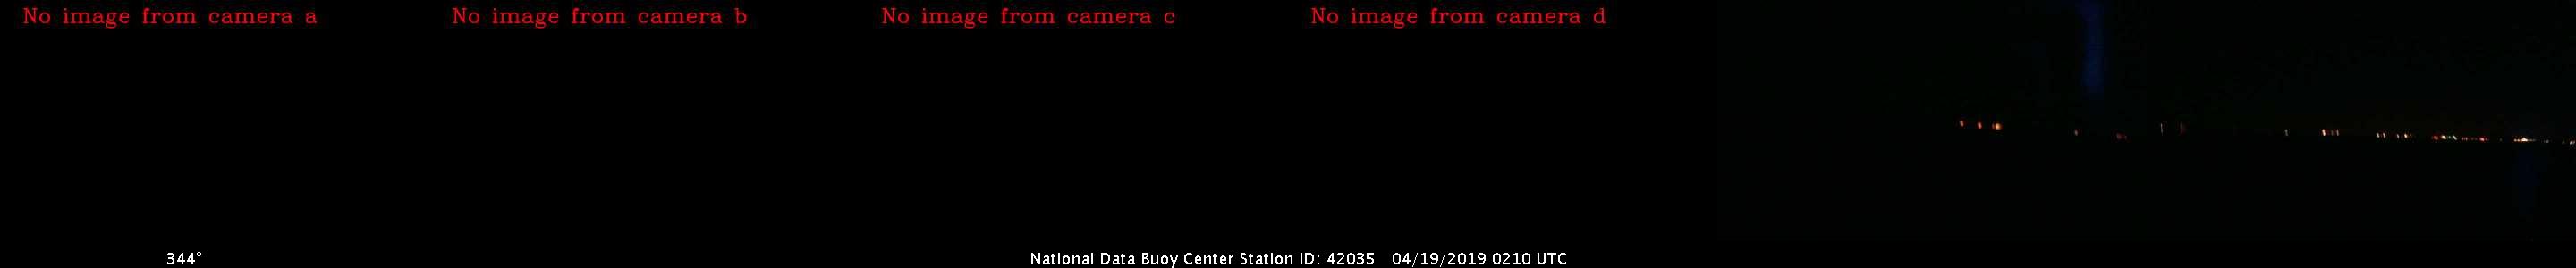 No image from camera a
No image from camera b
No image from camera c
No image from camera d
344°
National Data Buoy Center Station ID: 42035 04/19/2019 0210 UTC